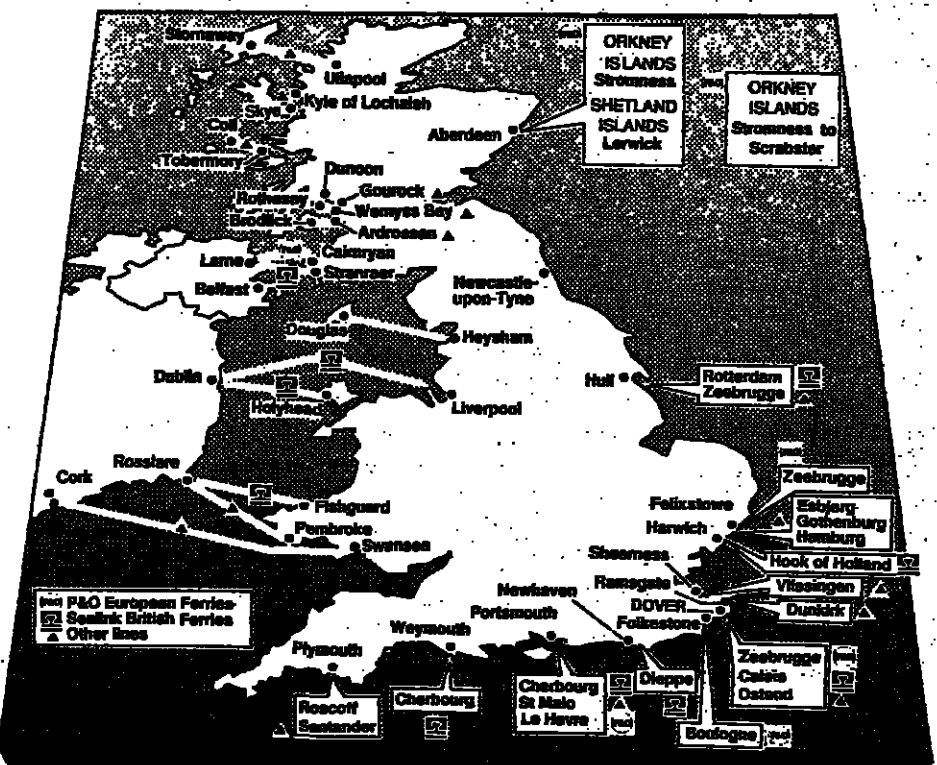 Stornaway
Ullapool
Kyle of Lochalsh
Skye
Coll
Tobermory
Aberdeen
ORKNEY
ISLANDS
Stromness
SHETLAND
ISLANDS
Lerwick
ORKNEY
ISLANDS
Stromness to
Scrabster
Dunoon
Gourock
Rothesay
Wemyss Bay
Brodick
Ardrossan
Cairnryan
Larne
Stranraer
Belfast
Newcastle-
upon-Tyne
Douglas
Heysham
Dublin
Holyhead
Liverpool
Hull
Rotterdam
Zeebrugge
Rosslare
Cork
Fishguard
Pembroke
Swansea
Felixstowe
Harwich
Zeebrugge
Esbjerg
Gothenburg
Hamburg
Hook of Holland
Sheerness
Ramsgate
Vlissingen
DOVER
Dunkirk
Folkestone
Newhaven
Portsmouth
Weymouth
Plymouth
P&O European Ferries
Sealink British Ferries
Other lines
Roscoff
Santander
Cherbourg
Cherbourg
St Malo
Le Havre
Dieppe
Zeebrugge
Calais
Ostend
Boulogne